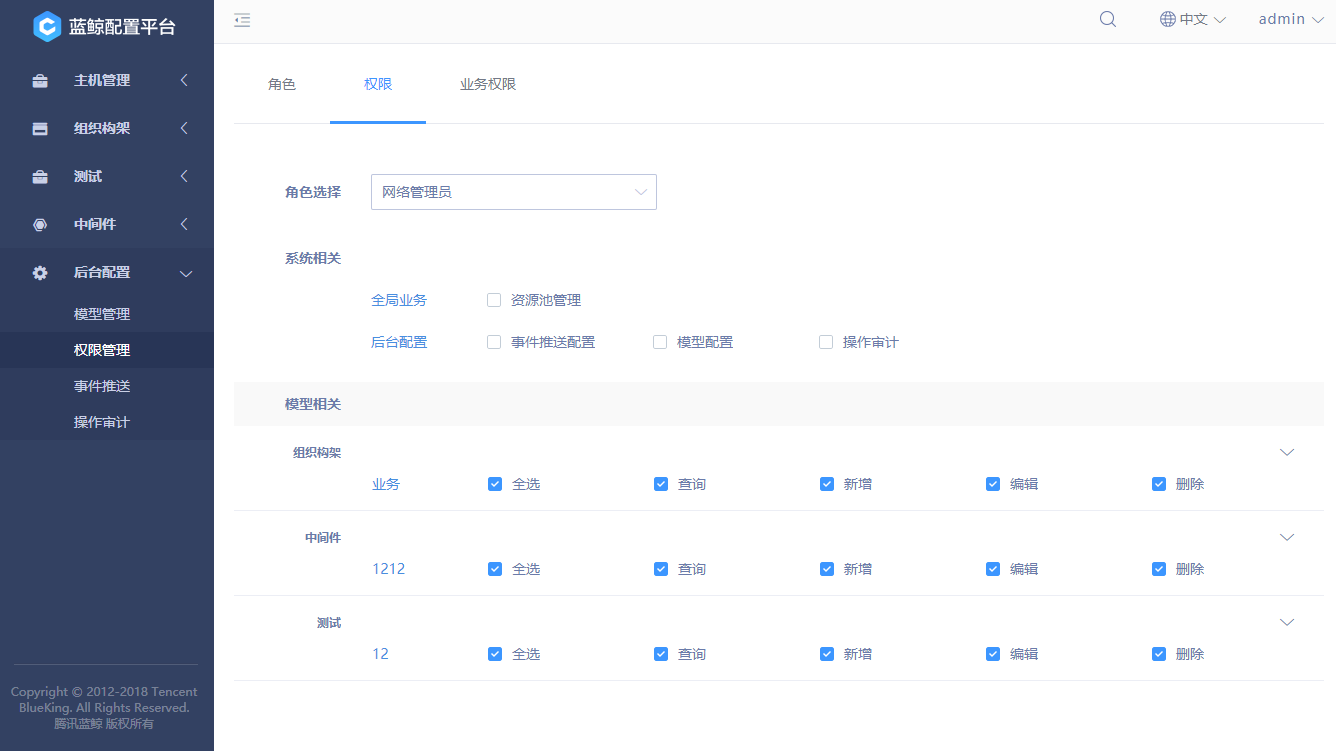 蓝鲸配置平台
中文
admin
主机管理
组织构架
测试
中间件
后台配置
模型管理
权限管理
事件推送
操作审计
Copyright © 2012-2018 Tencent
BlueKing. All Rights Reserved.
腾讯蓝鲸 版权所有
角色 权限 业务权限
角色选择 网络管理员
系统相关
全局业务 资源池管理
后台配置 事件推送配置 模型配置 操作审计
模型相关
组织构架
业务 全选 查询 新增 编辑 删除
中间件
1212 全选 查询 新增 编辑 删除
测试
12 全选 查询 新增 编辑 删除